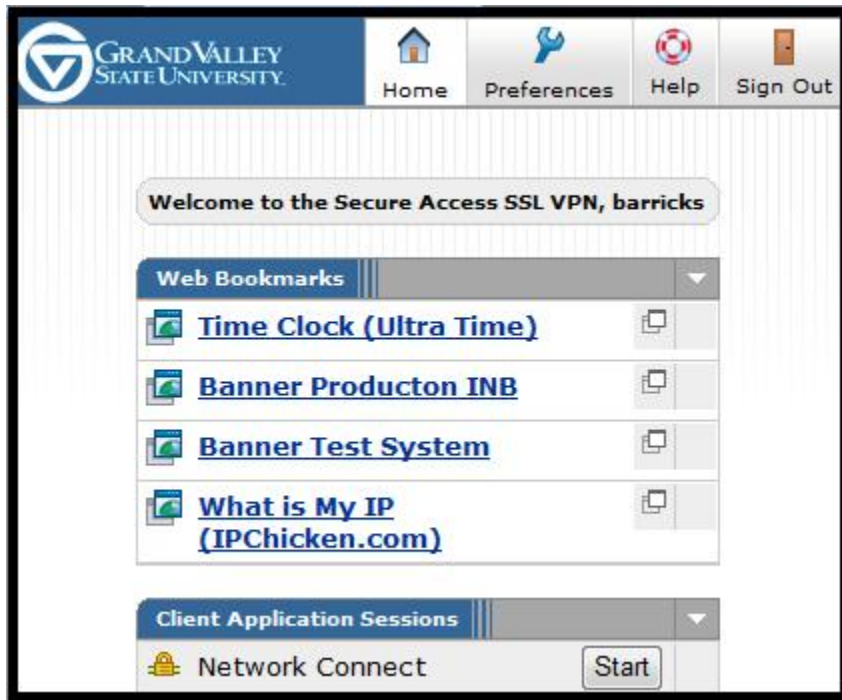 GRAND VALLEY
STATE UNIVERSITY.
Home
Preferences
Help
Sign Out
Welcome to the Secure Access SSL VPN, barricks
Web Bookmarks
Time Clock (Ultra Time)
Banner Producton INB
Banner Test System
What is My IP
(IPChicken.com)
Client Application Sessions
Network Connect
Start